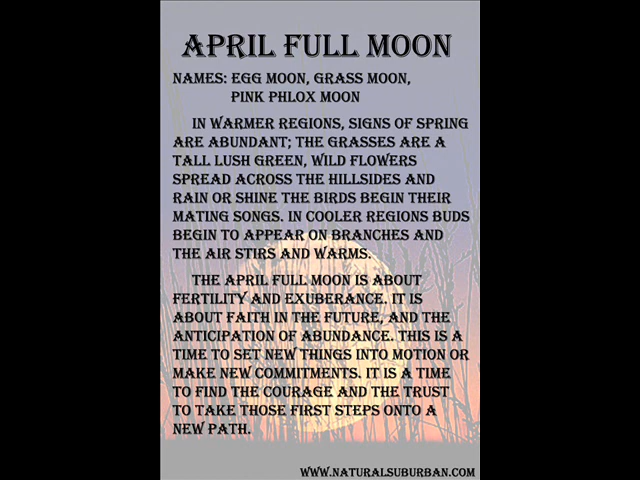 APRIL FULL MOON
NAMES: EGG MOON, GRASS MOON,
PINK PHLOX MOON
IN WARMER REGIONS, SIGNS OF SPRING
ARE ABUNDANT; THE GRASSES ARE A
TALL LUSH GREEN, WILD FLOWERS
SPREAD ACROSS THE HILLSIDES AND
RAIN OR SHINE THE BIRDS BEGIN THEIR
MATING SONGS. IN COOLER REGIONS BUDS
BEGIN TO APPEAR ON BRANCHES AND
THE AIR STIRS AND WARMS.
THE APRIL FULL MOON IS ABOUT
FERTILITY AND EXUBERANCE. IT IS
ABOUT FAITH IN THE FUTURE, AND THE
ANTICIPATION OF ABUNDANCE. THIS IS A
TIME TO SET NEW THINGS INTO MOTION OR
MAKE NEW COMMITMENTS. IT IS A TIME
TO FIND THE COURAGE AND THE TRUST
TO TAKE THOSE FIRST STEPS ONTO A
NEW PATH.
WWW.NATURALSUBURBAN.COM